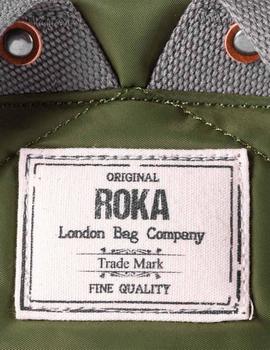 ORIGINAL
ROKA
London Bag Company
Trade Mark
FINE QUALITY